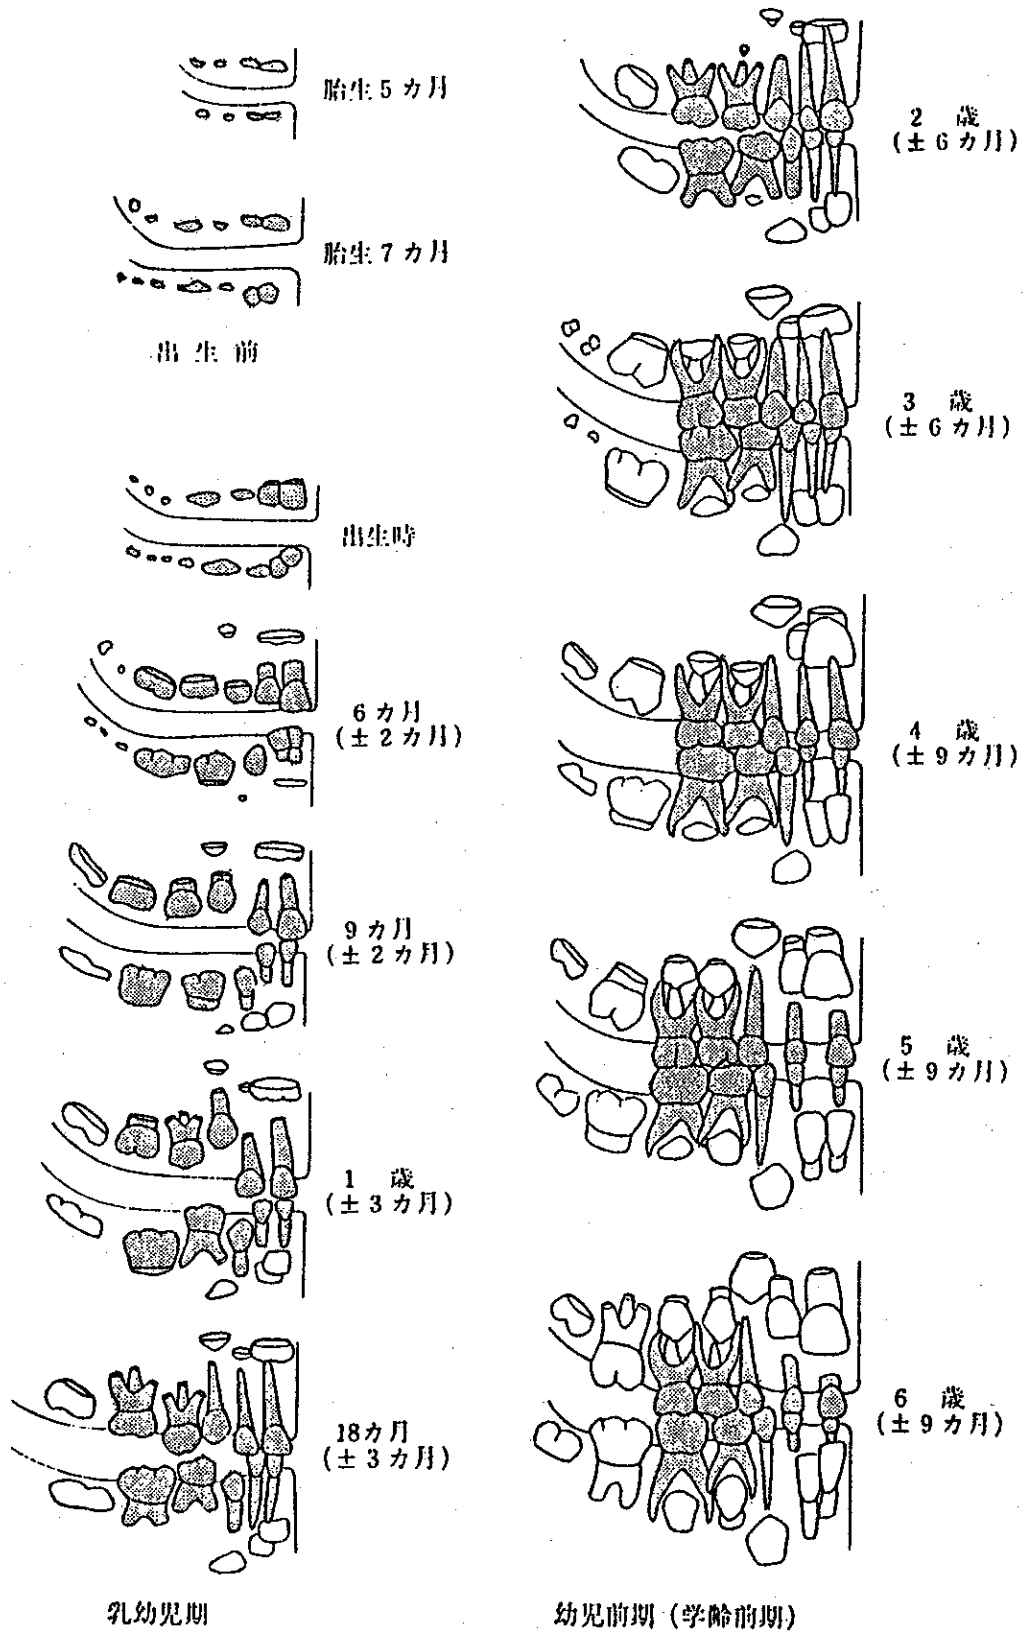 胎生5カ月
胎生7カ月
出生前
出生時
6カ月
(±2カ月)
9カ月
(±2カ月)
1 歳
(±3カ月)
18カ月
(±3カ月)
乳幼児期
2 歳
(±6カ月)
3 歳
(±6カ月)
4 歳
(±9カ月)
5 歳
(±9カ月)
6 歳
(±9カ月)
幼児前期(学齢前期)